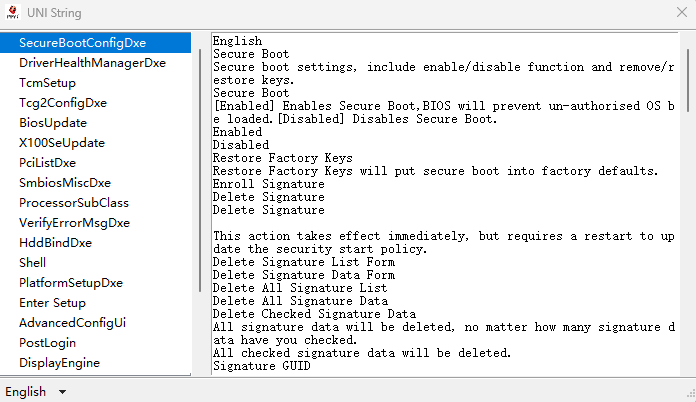 UNI String
SecureBootConfigDxe
DriverHealthManagerDxe
TcmSetup
Tcg2ConfigDxe
BiosUpdate
X100SeUpdate
PciListDxe
SmbiosMiscDxe
ProcessorSubClass
VerifyErrorMsgDxe
HddBindDxe
Shell
PlatformSetupDxe
Enter Setup
AdvancedConfigUi
PostLogin
DisplayEngine
English
Secure Boot
Secure boot settings, include enable/disable function and remove/r
estore keys.
Secure Boot
[Enabled] Enables Secure Boot,BIOS will prevent un-authorised OS b
e loaded.[Disabled] Disables Secure Boot.
Enabled
Disabled
Restore Factory Keys
Restore Factory Keys will put secure boot into factory defaults.
Enroll Signature
Delete Signature
Delete Signature
This action takes effect immediately, but requires a restart to up
date the security start policy.
Delete Signature List Form
Delete Signature Data Form
Delete All Signature List
Delete All Signature Data
Delete Checked Signature Data
All signature data will be deleted, no matter how many signature d
ata have you checked.
All checked signature data will be deleted.
Signature GUID
English